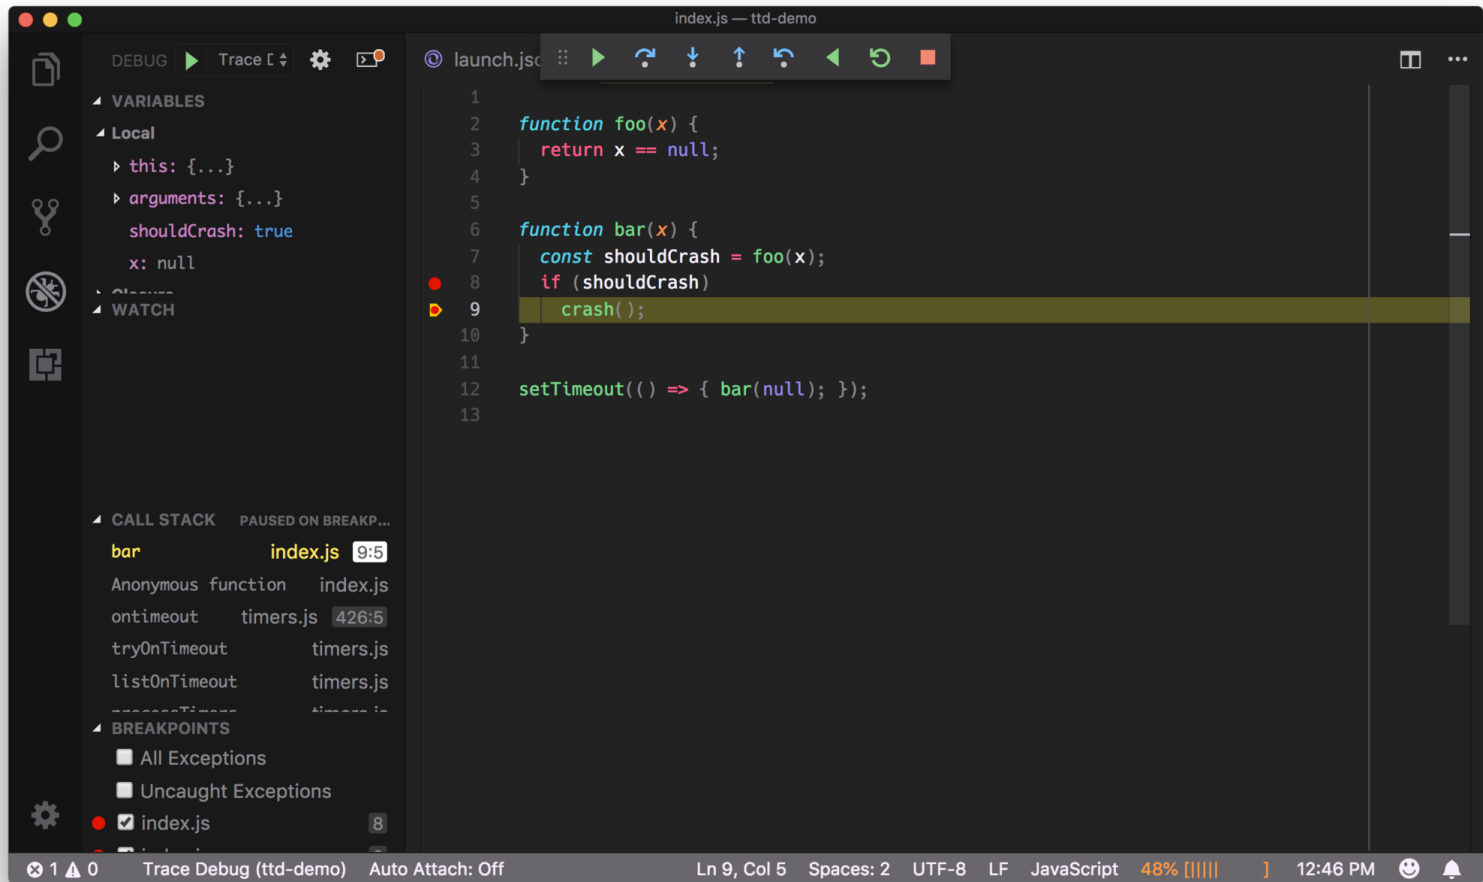 index.js — ttd-demo
DEBUG Trace
launch.jso
VARIABLES
Local
this: {...}
arguments: {...}
shouldCrash: true
x: null
Closure
WATCH
CALL STACK PAUSED ON BREAKP...
bar index.js 9:5
Anonymous function index.js
ontimeout timers.js 426:5
tryOnTimeout timers.js
listOnTimeout timers.js
processTimers timers.js
BREAKPOINTS
All Exceptions
Uncaught Exceptions
index.js 8
1
2 function foo(x) {
3 return x == null;
4 }
5
6 function bar(x) {
7 const shouldCrash = foo(x);
8 if (shouldCrash)
9 crash();
10 }
11
12 setTimeout(() => { bar(null); });
13
1 0 Trace Debug (ttd-demo) Auto Attach: Off Ln 9, Col 5 Spaces: 2 UTF-8 LF JavaScript 48% [||||| ] 12:46 PM